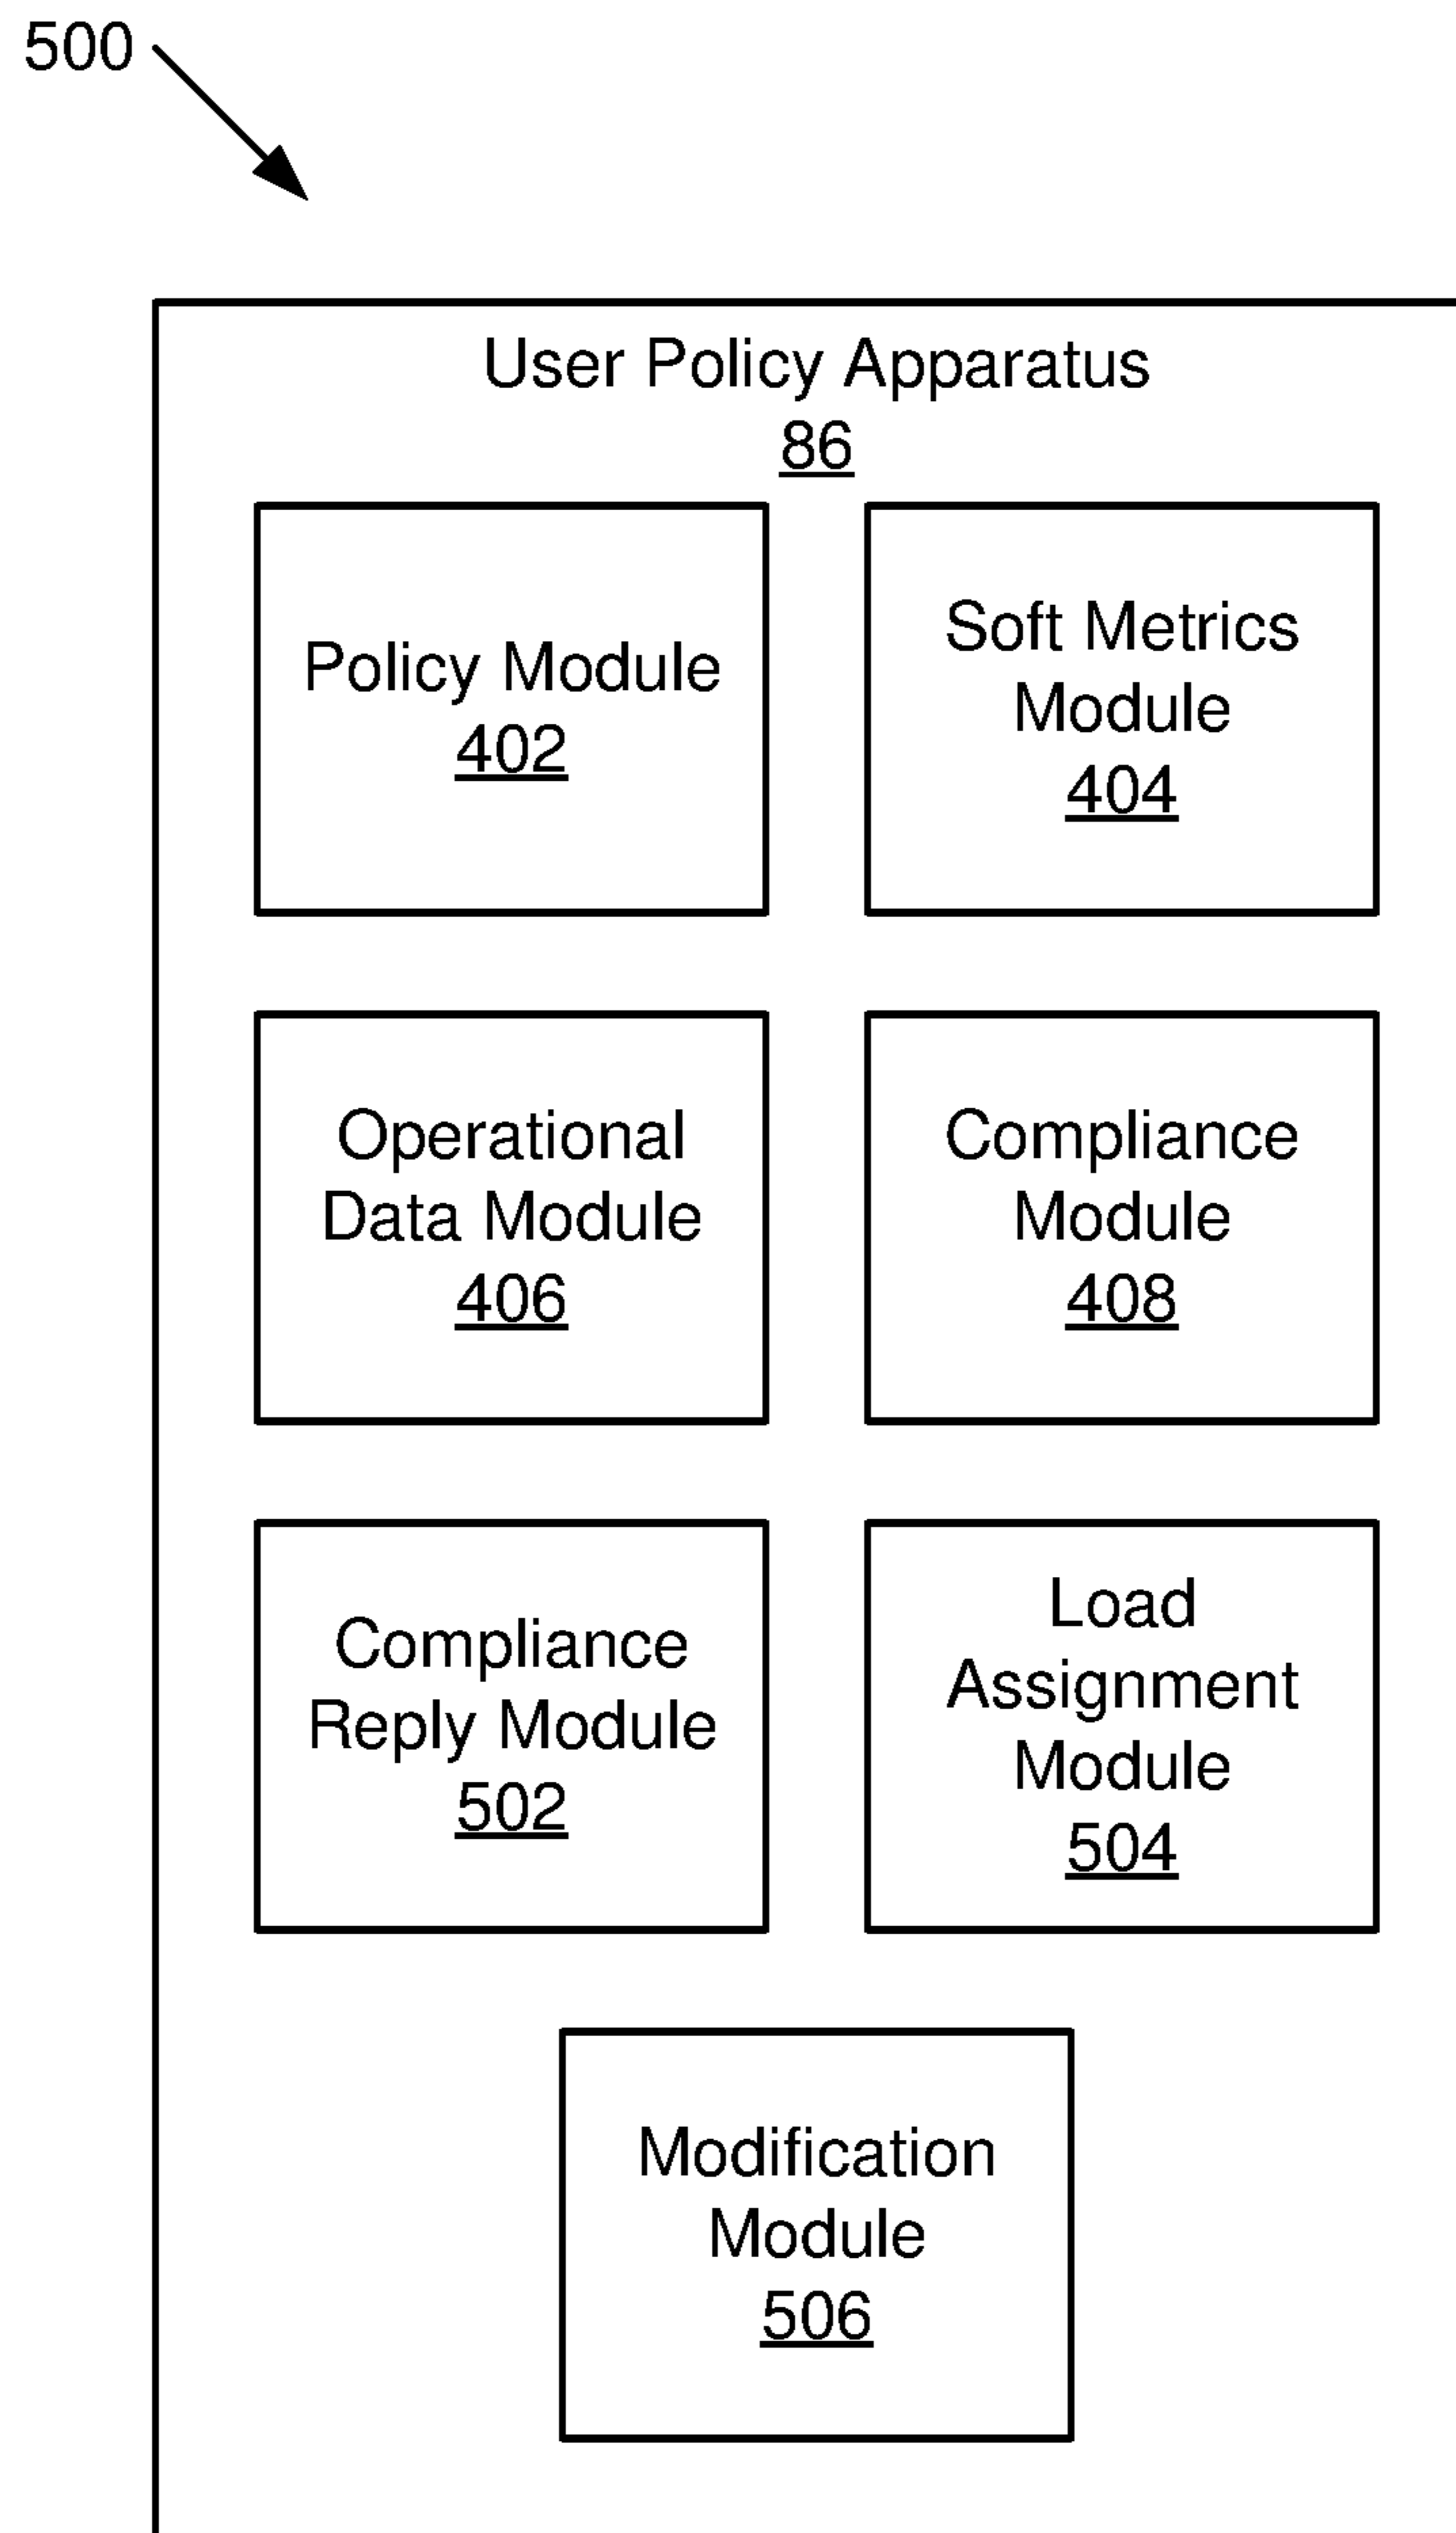 500
User Policy Apparatus
86
Policy Module
402
Soft Metrics
Module
404
Operational
Data Module
406
Compliance
Module
408
Compliance
Reply Module
502
Load
Assignment
Module
504
Modification
Module
506